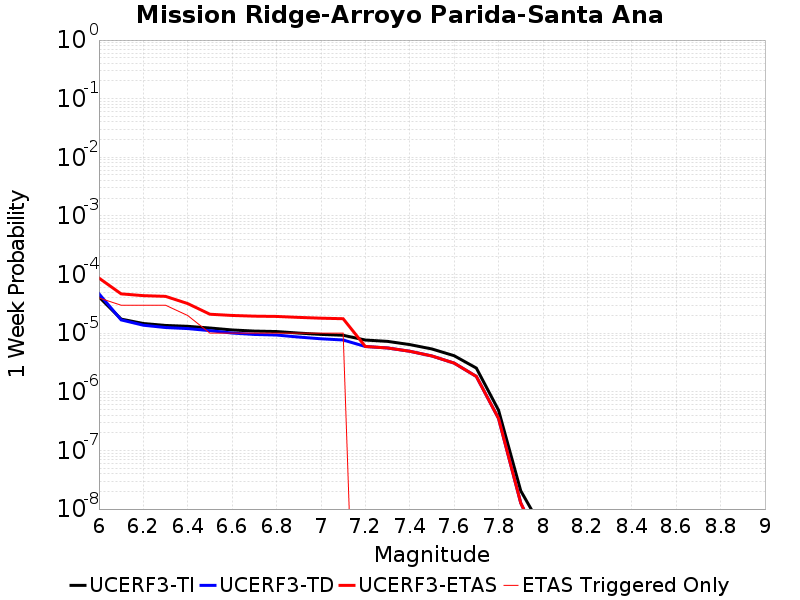 Mission Ridge-Arroyo Parida-Santa Ana
10^0
10^-1
10^-2
10^-3
10^-4
10^-5
10^-6
10^-7
10^-8
1 Week Probability
6 6.2 6.4 6.6 6.8 7 7.2 7.4 7.6 7.8 8 8.2 8.4 8.6 8.8 9
Magnitude
UCERF3-TI UCERF3-TD UCERF3-ETAS ETAS Triggered Only